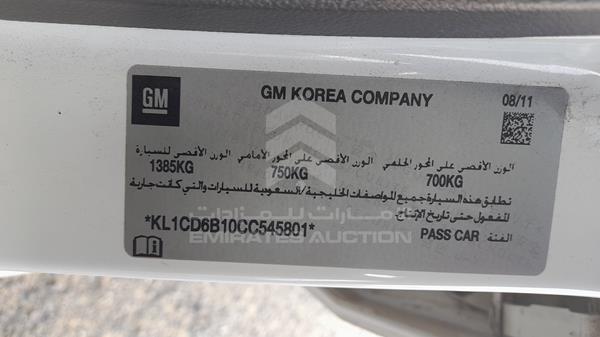 GM
GM KOREA COMPANY
08/11
الوزن الأقصى على المحور الخلفي الوزن الأقصى على المحور الأمامي الوزن الأقصى للسيارة
1385KG 750KG 700KG
تطابق هذه السيارة جميع المواصفات الخليجية/السعودية للسيارات والتي كانت جارية
المفعول حتى تاريخ الإنتاج.
الفئة PASS CAR
*KL1CD6B10CC545801*
الإمارات للمزادات
EMIRATES AUCTION